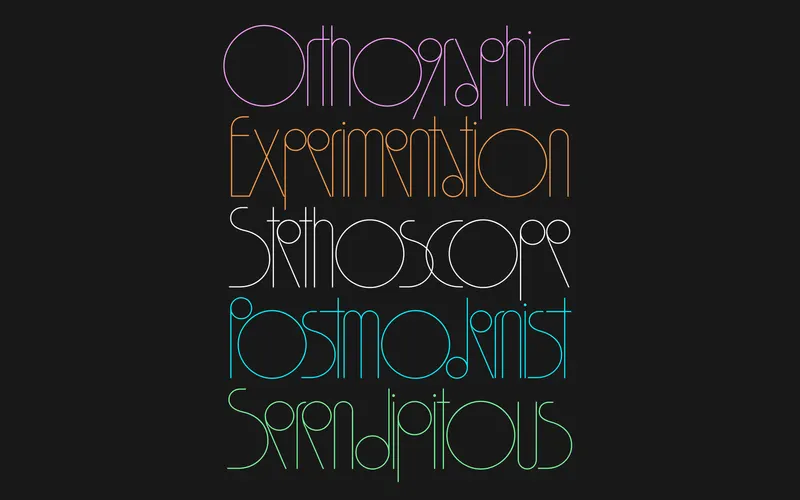 Orthographic
Experimentation
Stethoscope
Postmodernist
Serendipitous